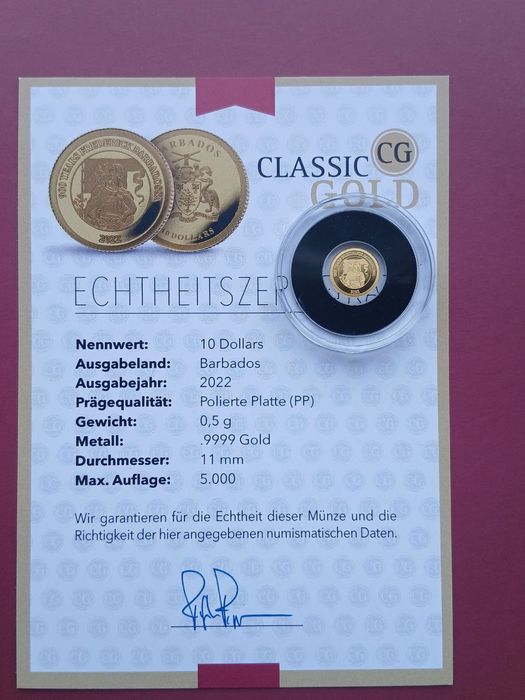 900 YEARS FREDERICK BARBAROSSA
2022
BARBADOS
10 DOLLARS
CLASSIC CG
GOLD
2022
ECHTHEITSZER
Nennwert: 10 Dollars
Ausgabeland: Barbados
Ausgabejahr: 2022
Prägequalität: Polierte Platte (PP)
Gewicht: 0,5 g
Metall: .9999 Gold
Durchmesser: 11 mm
Max. Auflage: 5.000
Wir garantieren für die Echtheit dieser Münze und die
Richtigkeit der hier angegebenen numismatischen Daten.